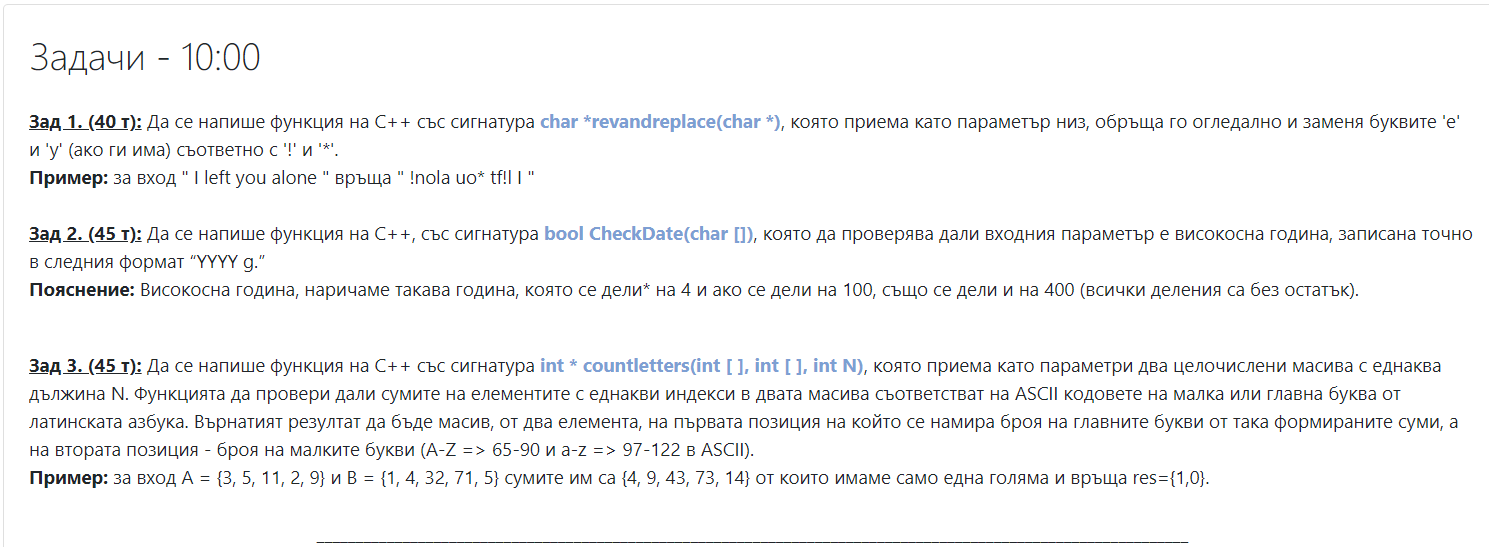 Задачи - 10:00
Зад 1. (40 т): Да се напише функция на C++ със сигнатура char *revandreplace(char *), която приема като параметър низ, обръща го огледално и заменя буквите 'e'
и 'y' (ако ги има) съответно с '!' и '*'.
Пример: за вход " I left you alone " връща " !nola uo* tf!l I "
Зад 2. (45 т): Да се напише функция на C++, със сигнатура bool CheckDate(char []), която да проверява дали входния параметър е високосна година, записана точно
в следния формат “YYYY g.”
Пояснение: Високосна година, наричаме такава година, която се дели* на 4 и ако се дели на 100, също се дели и на 400 (всички деления са без остатък).
Зад 3. (45 т): Да се напише функция на C++ със сигнатура int * countletters(int [ ], int [ ], int N), която приема като параметри два целочислени масива с еднаква
дължина N. Функцията да провери дали сумите на елементите с еднакви индекси в двата масива съответстват на ASCII кодовете на малка или главна буква от
латинската азбука. Върнатият резултат да бъде масив, от два елемента, на първата позиция на който се намира броя на главните букви от така формираните суми, а
на втората позиция - броя на малките букви (A-Z => 65-90 и a-z => 97-122 в ASCII).
Пример: за вход A = {3, 5, 11, 2, 9} и B = {1, 4, 32, 71, 5} сумите им са {4, 9, 43, 73, 14} от които имаме само една голяма и връща res={1,0}.